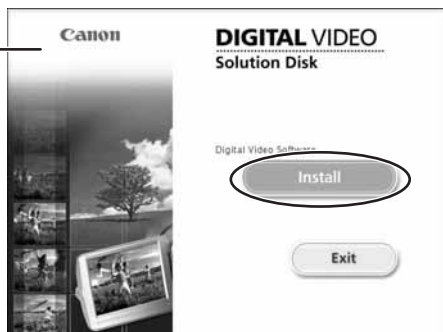 Canon
DIGITAL VIDEO
Solution Disk
Digital Video Software
Install
Exit